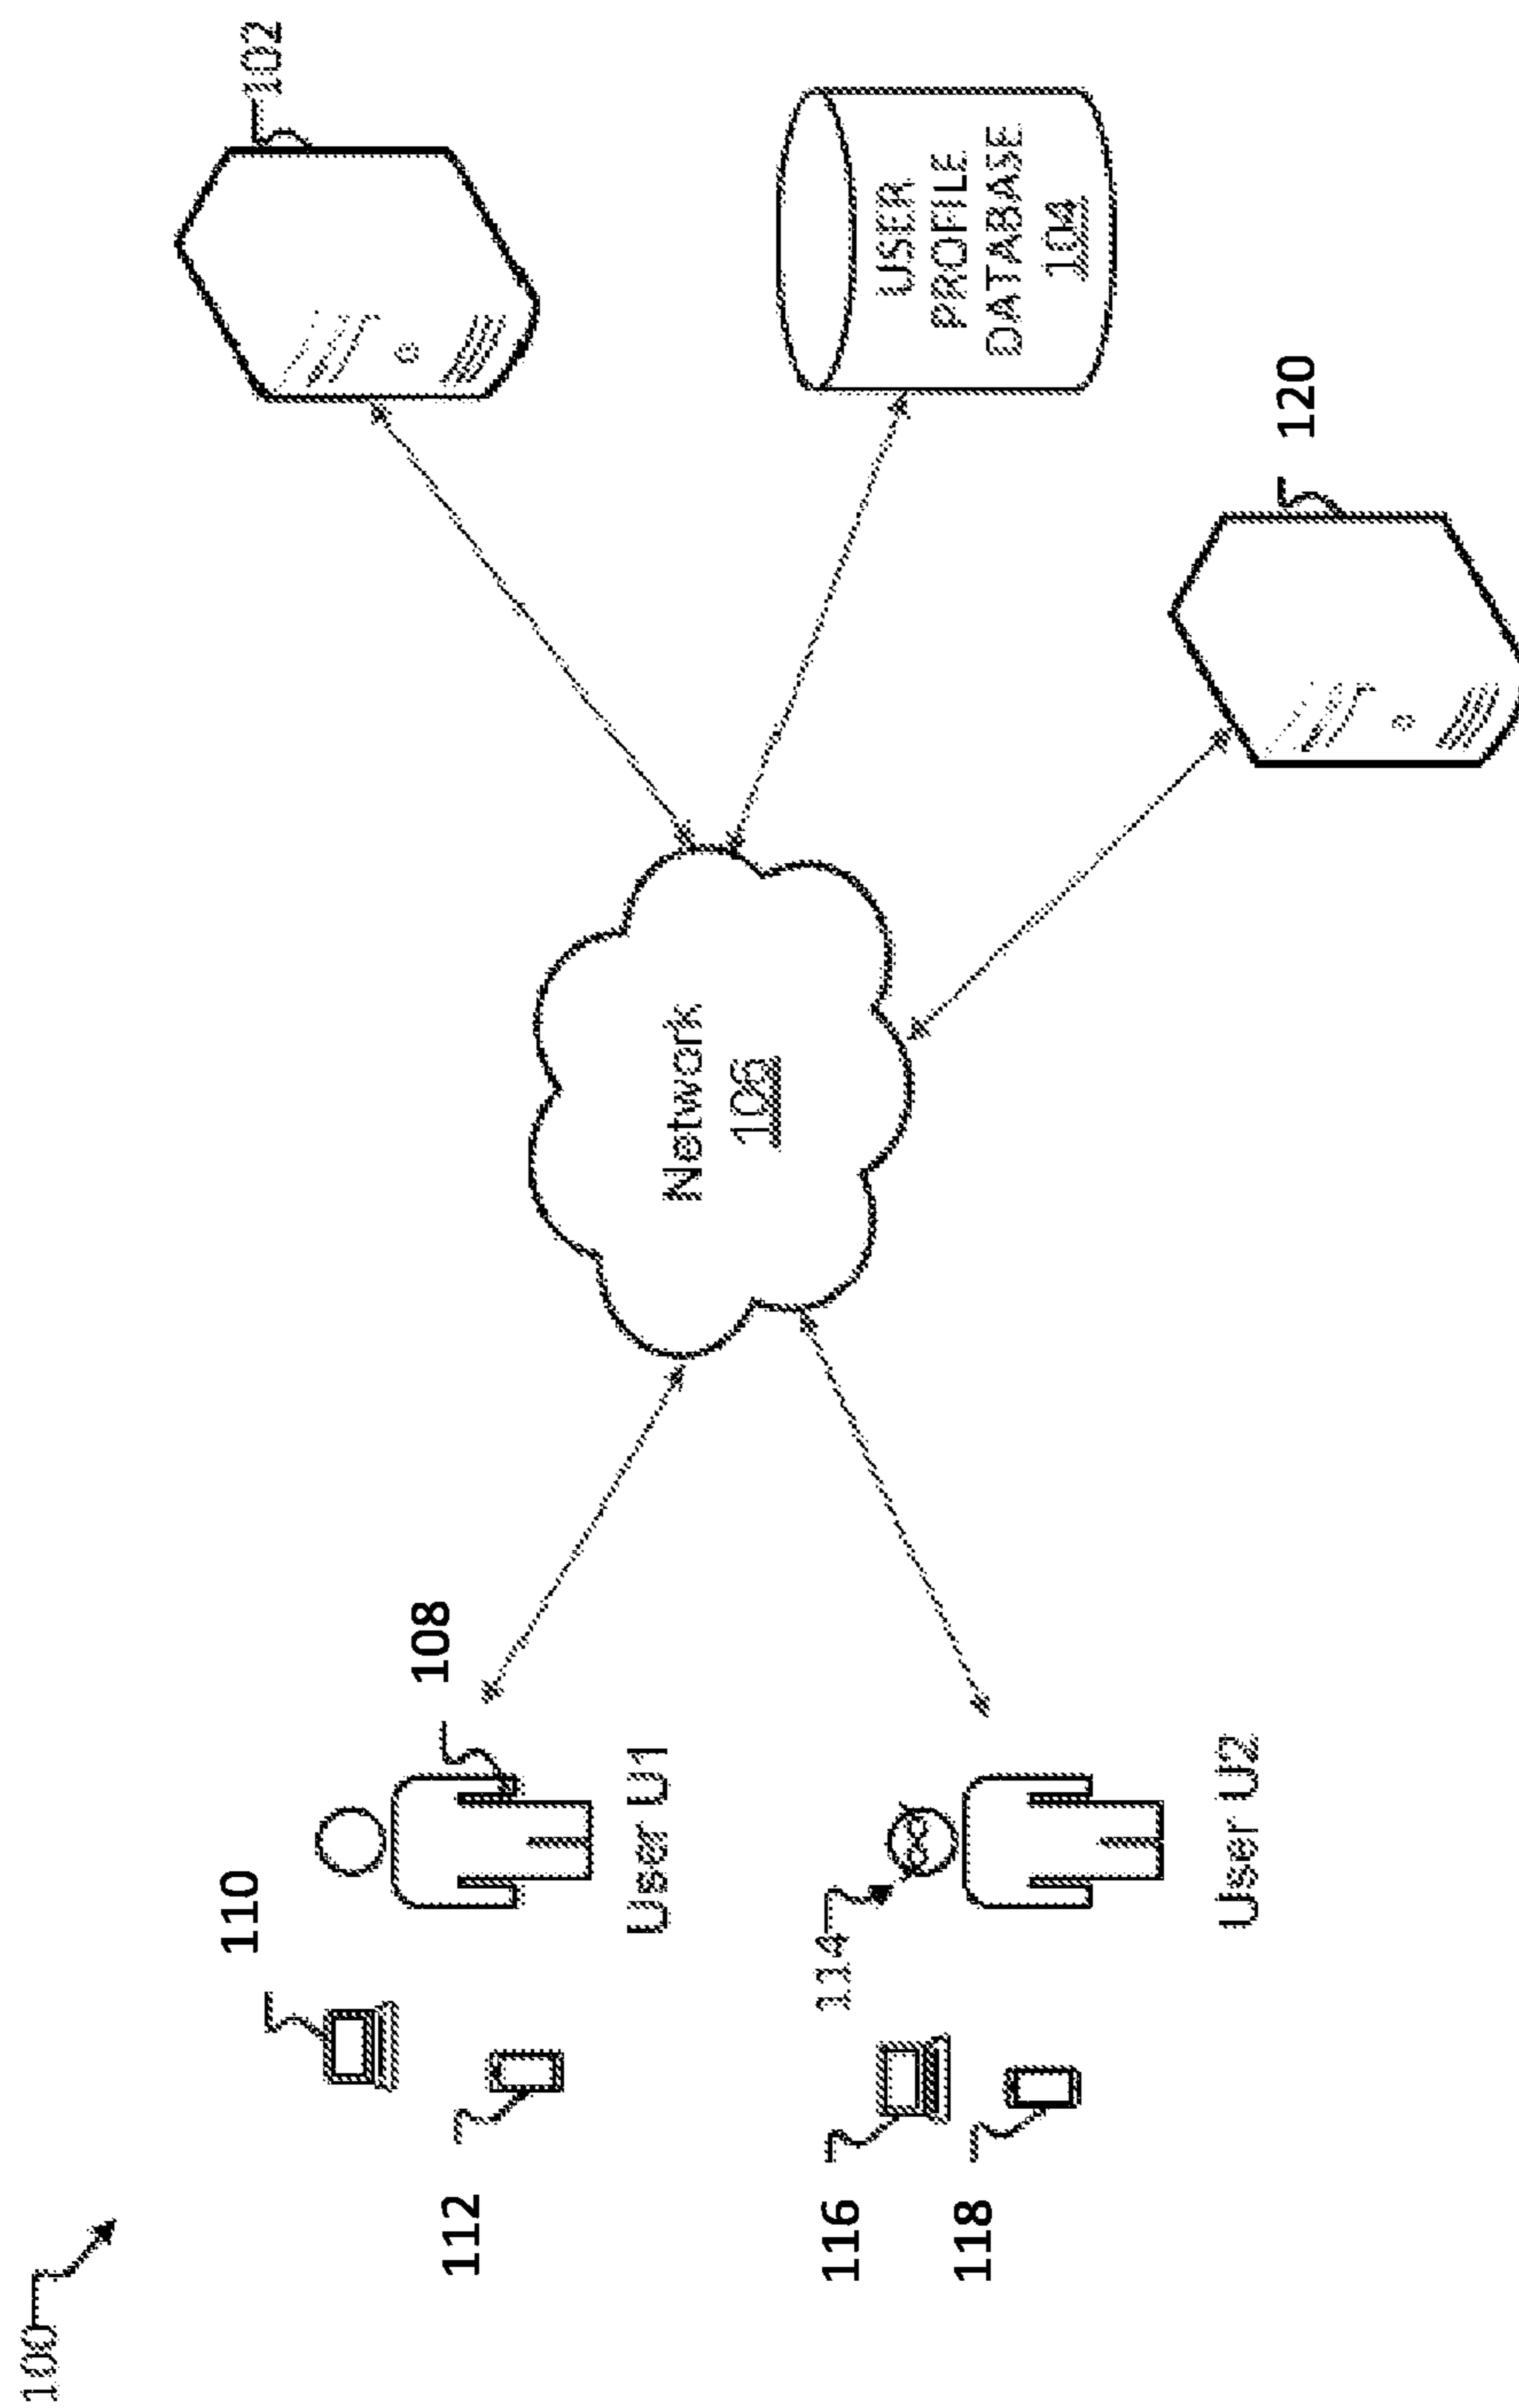 100
110
108
112
User U1
114
116
118
User U2
Network
106
102
USER
PROFILE
DATABASE
104
120